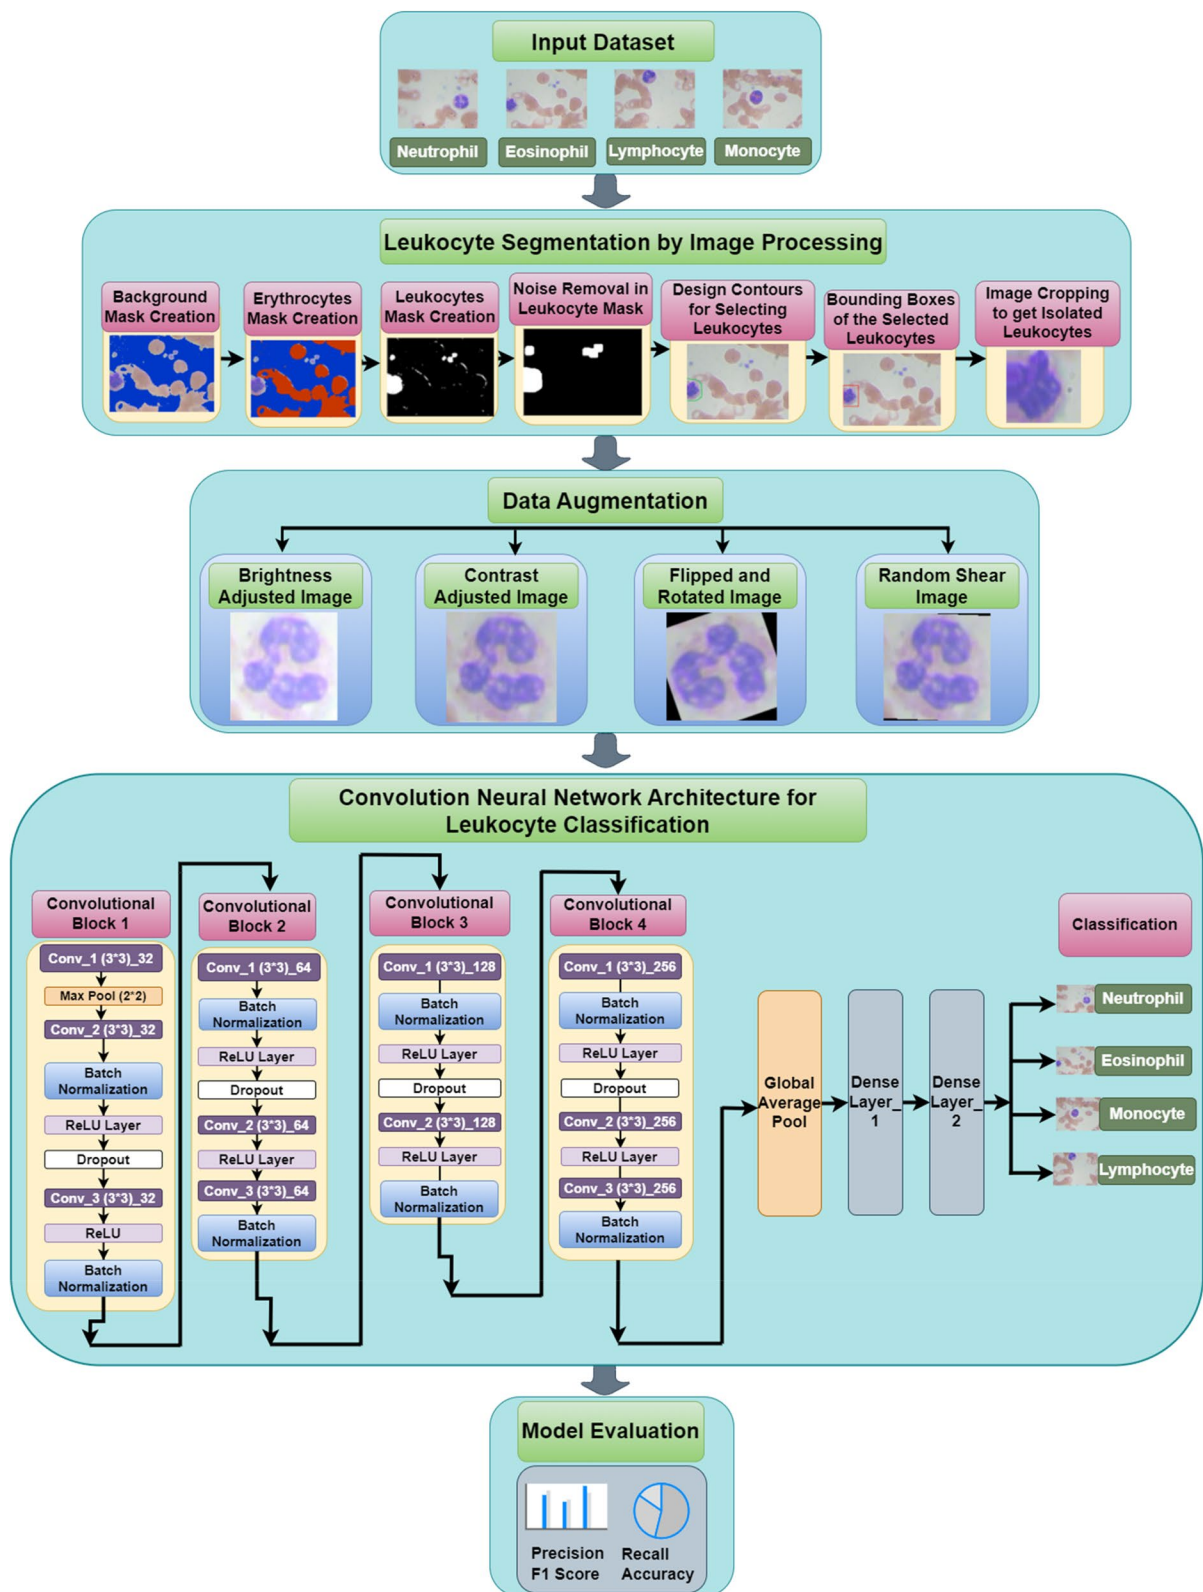 Input Dataset
Neutrophil
Eosinophil
Lymphocyte
Monocyte
Leukocyte Segmentation by Image Processing
Background
Mask Creation
Erythrocytes
Mask Creation
Leukocytes
Mask Creation
Noise Removal in
Leukocyte Mask
Design Contours
for Selecting
Leukocytes
Bounding Boxes
of the Selected
Leukocytes
Image Cropping
to get Isolated
Leukocytes
Data Augmentation
Brightness
Adjusted Image
Contrast
Adjusted Image
Flipped and
Rotated Image
Random Shear
Image
Convolution Neural Network Architecture for
Leukocyte Classification
Convolutional
Block 1
Conv_1 (3*3)_32
Max Pool (2*2)
Conv_2 (3*3)_32
Batch
Normalization
ReLU Layer
Dropout
Conv_3 (3*3)_32
ReLU
Batch
Normalization
Convolutional
Block 2
Conv_1 (3*3)_64
Batch
Normalization
ReLU Layer
Dropout
Conv_2 (3*3)_64
ReLU Layer
Conv_3 (3*3)_64
Batch
Normalization
Convolutional
Block 3
Conv_1 (3*3)_128
Batch
Normalization
ReLU Layer
Dropout
Conv_2 (3*3)_128
ReLU Layer
Batch
Normalization
Convolutional
Block 4
Conv_1 (3*3)_256
Batch
Normalization
ReLU Layer
Dropout
Conv_2 (3*3)_256
ReLU Layer
Conv_3 (3*3)_256
Batch
Normalization
Global
Average
Pool
Dense
Layer_
1
Dense
Layer_
2
Classification
Neutrophil
Eosinophil
Monocyte
Lymphocyte
Model Evaluation
Precision
F1 Score
Recall
Accuracy